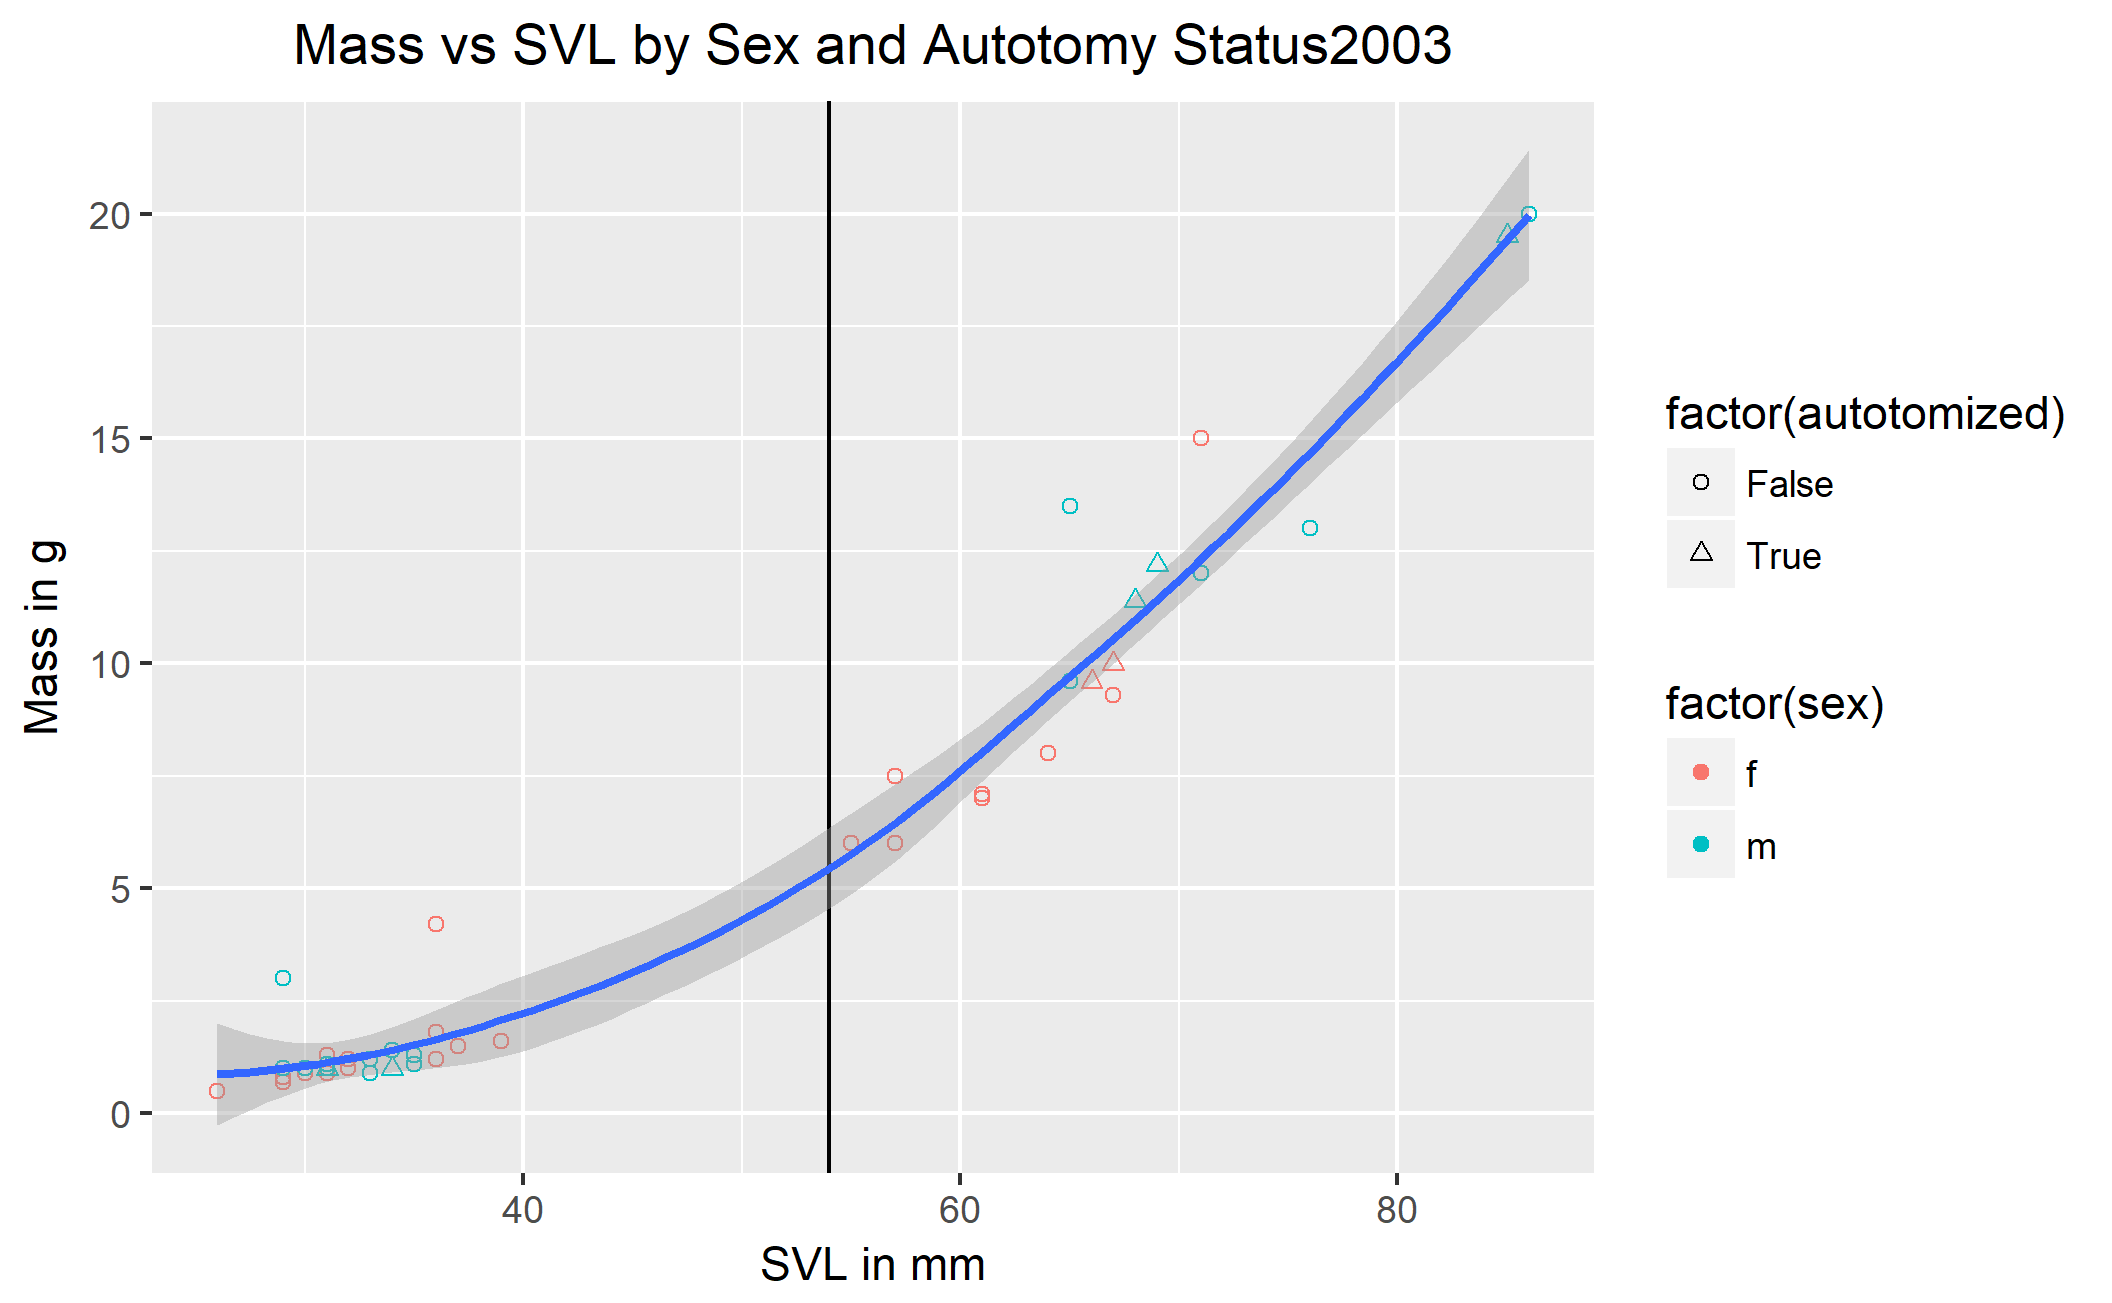 Mass vs SVL by Sex and Autotomy Status2003
20
15
10
5
0
Mass in g
40 60 80
SVL in mm
factor(autotomized)
False
True
factor(sex)
f
m